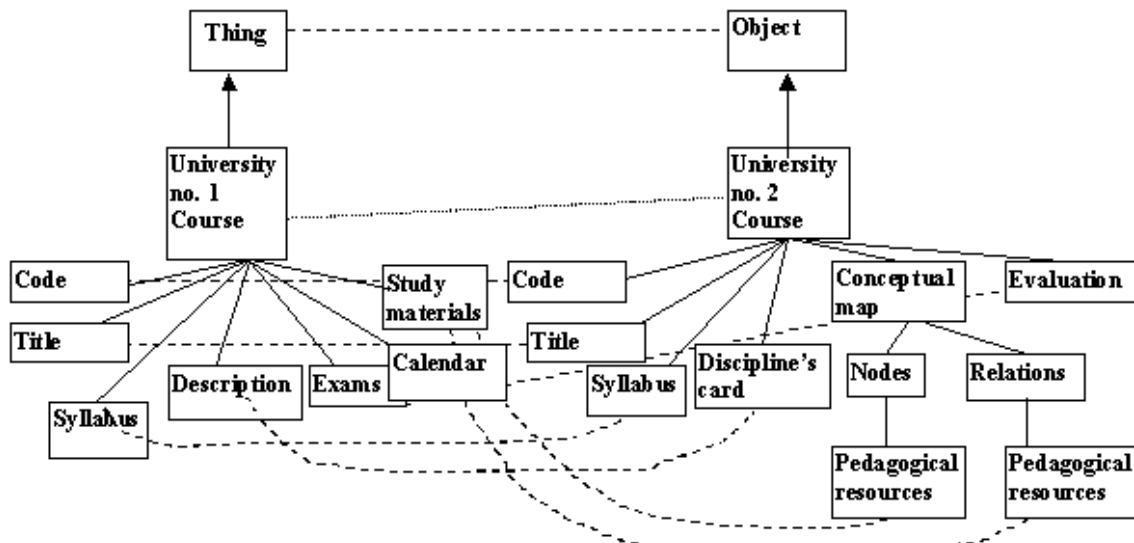 Thing
Object
University
no. 1
Course
University
no. 2
Course
Code
Study
materials
Code
Conceptual
map
Evaluation
Title
Calendar
Title
Description
Exams
Syllabus
Discipline's
card
Nodes
Relations
Syllabus
Pedagogical
resources
Pedagogical
resources